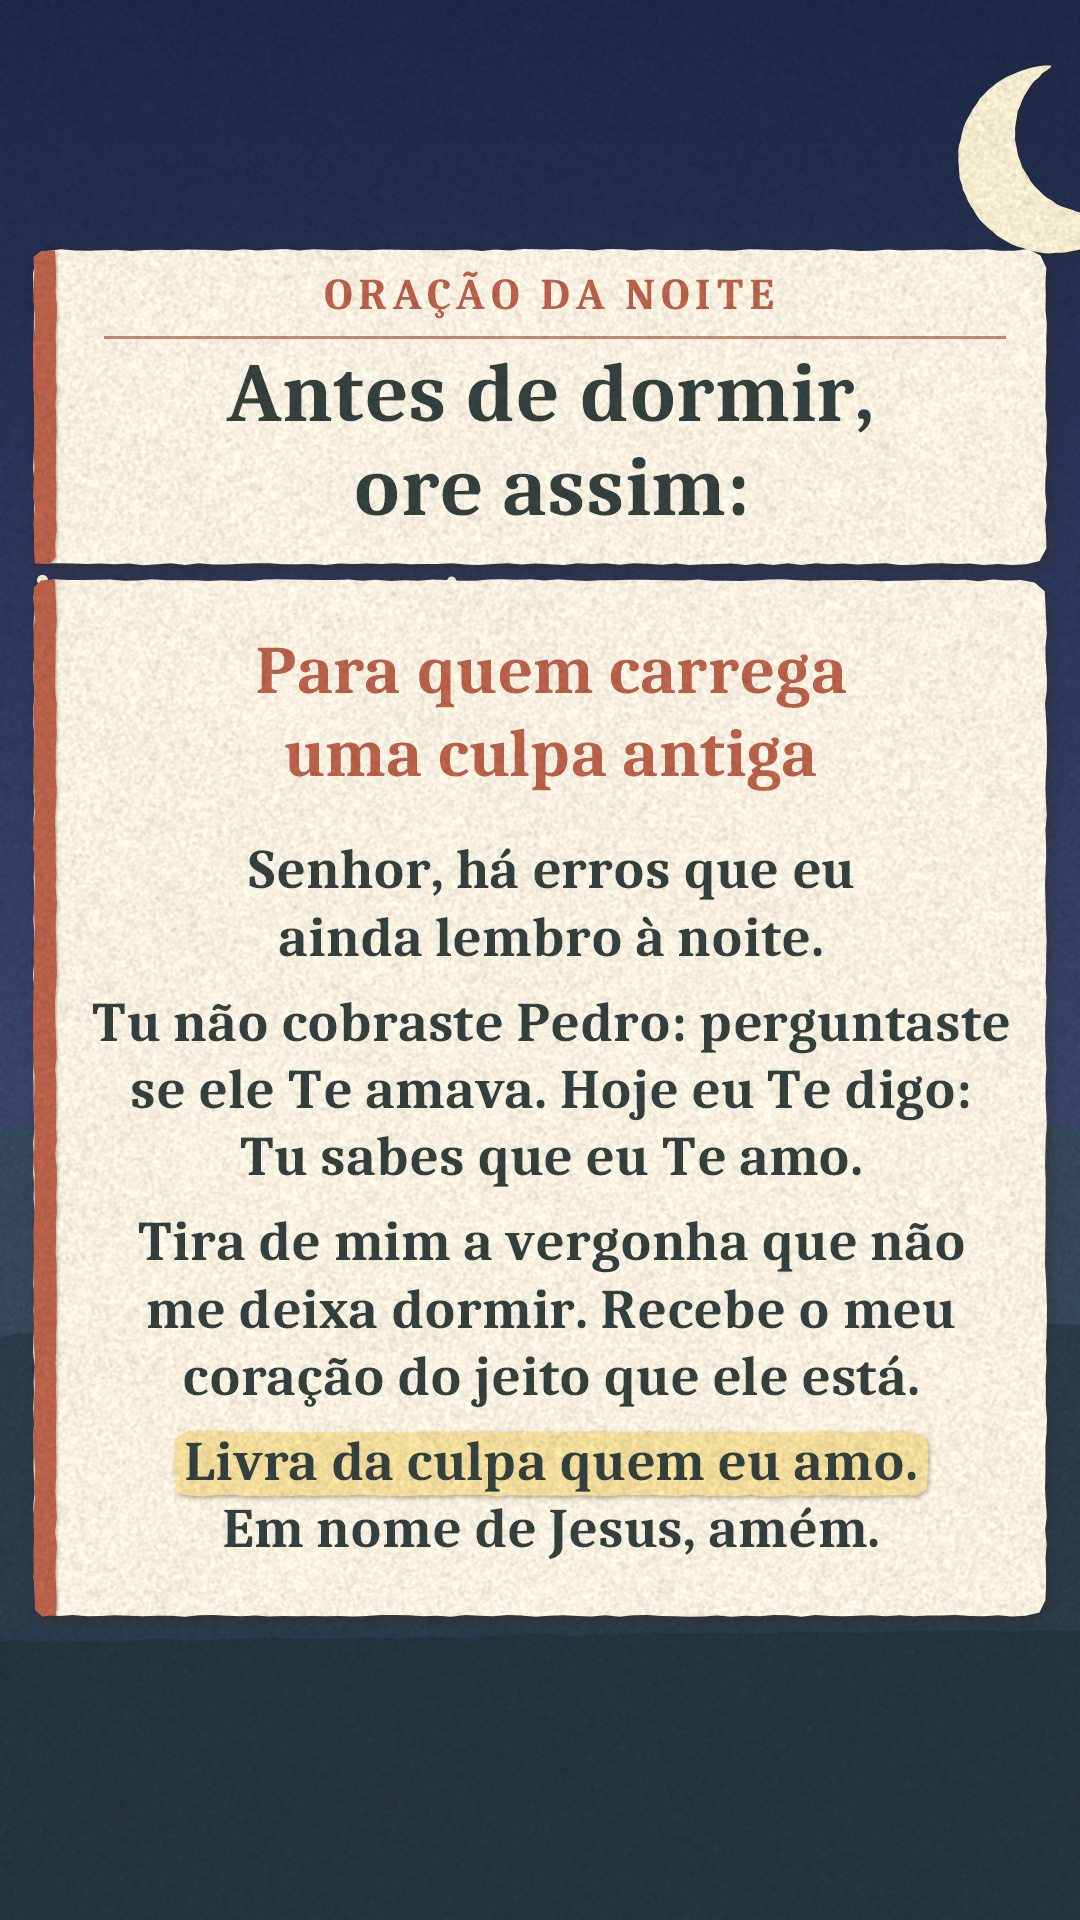 ORAÇÃO DA NOITE
Antes de dormir,
ore assim:
Para quem carrega
uma culpa antiga
Senhor, há erros que eu
ainda lembro à noite.
Tu não cobraste Pedro: perguntaste
se ele Te amava. Hoje eu Te digo:
Tu sabes que eu Te amo.
Tira de mim a vergonha que não
me deixa dormir. Recebe o meu
coração do jeito que ele está.
Livra da culpa quem eu amo.
Em nome de Jesus, amém.